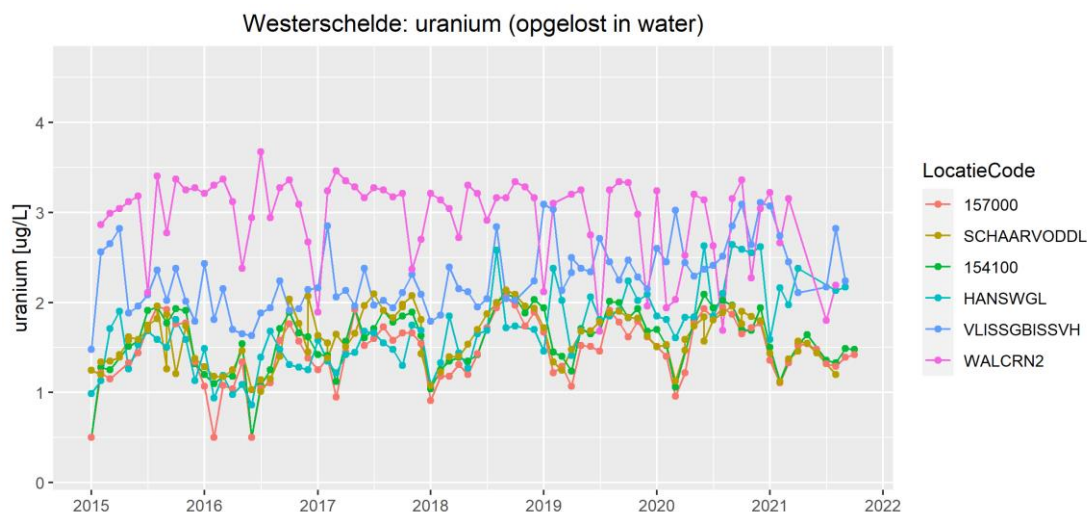 Westerschelde: uranium (opgelost in water)
uranium [ug/L]
4
3
2
1
0
2015 2016 2017 2018 2019 2020 2021 2022
LocatieCode
157000
SCHAARVODDL
154100
HANSWGL
VLISSGBISSVH
WALCRN2